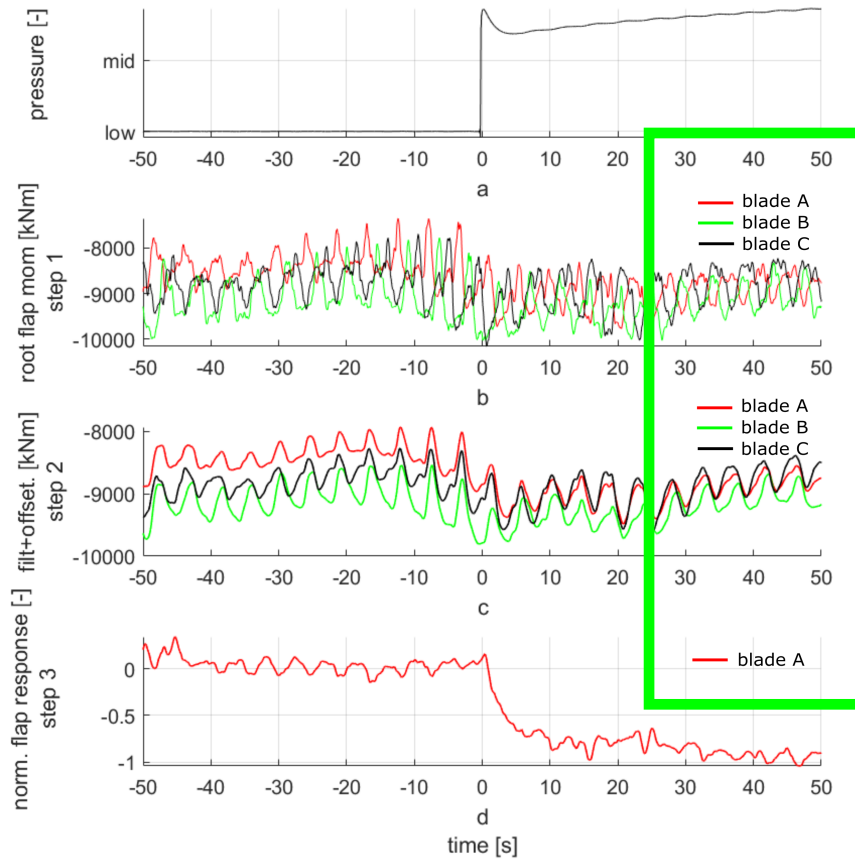 pressure [-]
mid
low
-50 -40 -30 -20 -10 0 10 20 30 40 50
a
root flap mom [kNm]
step 1
-8000
-9000
-10000
blade A
blade B
blade C
-50 -40 -30 -20 -10 0 10 20 30 40 50
b
filt+offset. [kNm]
step 2
-8000
-9000
-10000
blade A
blade B
blade C
-50 -40 -30 -20 -10 0 10 20 30 40 50
c
norm. flap response [-]
step 3
0
-0.5
-1
blade A
-50 -40 -30 -20 -10 0 10 20 30 40 50
d
time [s]